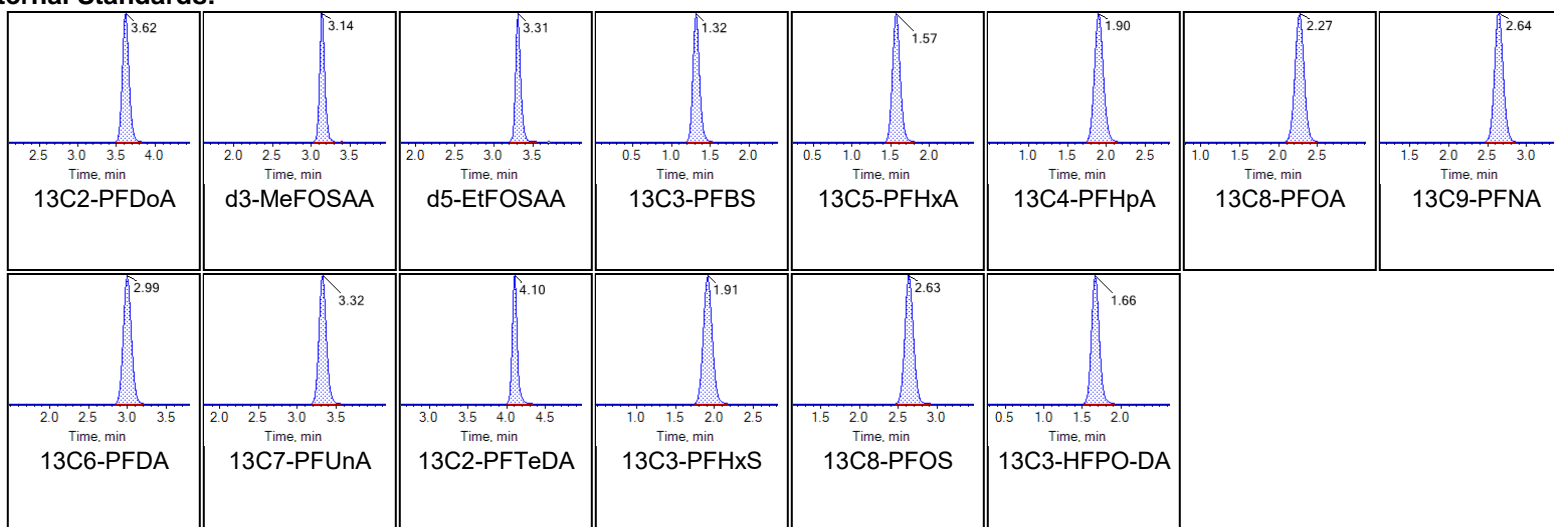 ternal Standards:
3.62
2.5 3.0 3.5 4.0
Time, min
13C2-PFDoA
3.14
2.0 2.5 3.0 3.5
Time, min
d3-MeFOSAA
3.31
2.0 2.5 3.0 3.5
Time, min
d5-EtFOSAA
1.32
0.5 1.0 1.5 2.0
Time, min
13C3-PFBS
1.57
0.5 1.0 1.5 2.0
Time, min
13C5-PFHxA
1.90
1.0 1.5 2.0 2.5
Time, min
13C4-PFHpA
2.27
1.0 1.5 2.0 2.5
Time, min
13C8-PFOA
2.64
1.5 2.0 2.5 3.0
Time, min
13C9-PFNA
2.99
2.0 2.5 3.0 3.5
Time, min
13C6-PFDA
3.32
2.0 2.5 3.0 3.5
Time, min
13C7-PFUnA
4.10
3.0 3.5 4.0 4.5
Time, min
13C2-PFTeDA
1.91
1.0 1.5 2.0 2.5
Time, min
13C3-PFHxS
2.63
1.5 2.0 2.5 3.0
Time, min
13C8-PFOS
1.66
0.5 1.0 1.5 2.0
Time, min
13C3-HFPO-DA